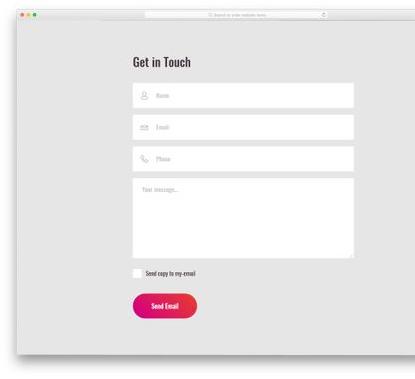 Search or enter website name
Get in Touch
Name
Email
Phone
Your message...
Send copy to my-email
Send Email